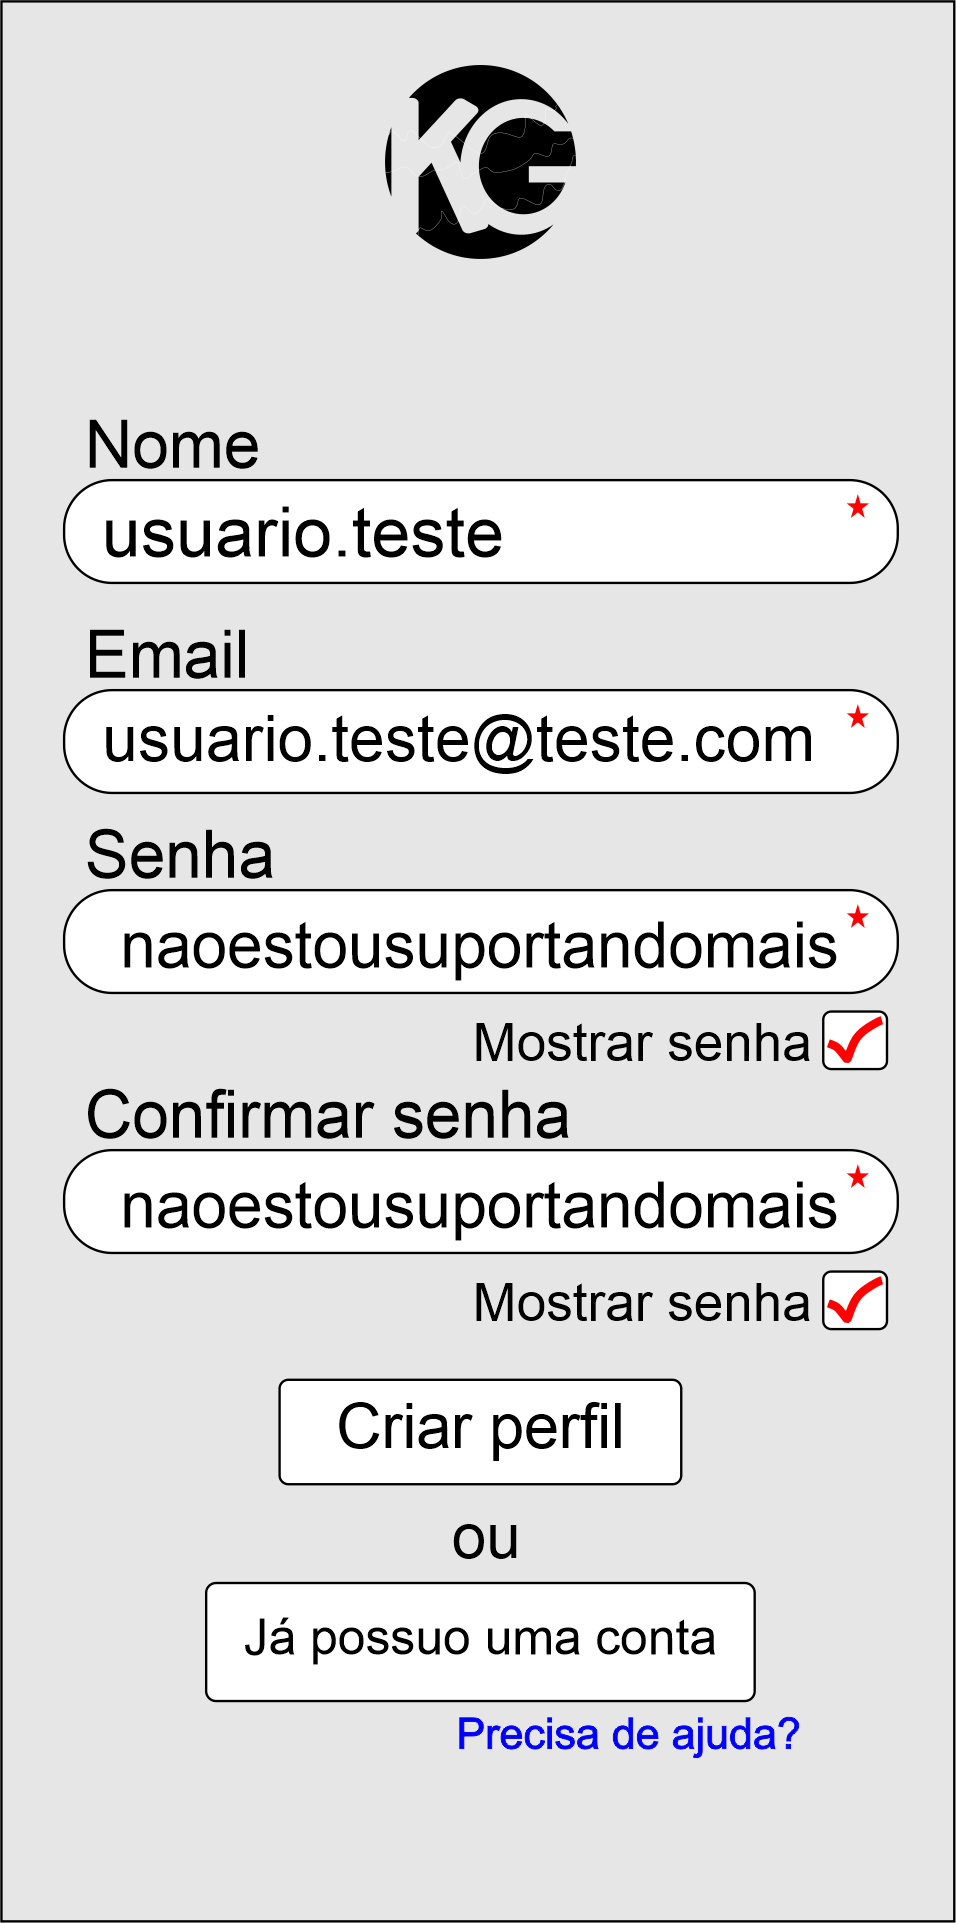 KG
Nome
usuario.teste
Email
usuario.teste@teste.com
Senha
naoestousuportandomais
Mostrar senha
Confirmar senha
naoestousuportandomais
Mostrar senha
Criar perfil
ou
Já possuo uma conta
Precisa de ajuda?